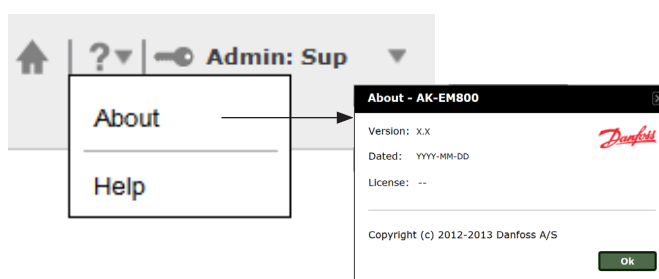 ? Admin: Sup
About
Help
About - AK-EM800
Version: X.X
Danfoss
Dated: YYYY-MM-DD
License: --
Copyright (c) 2012-2013 Danfoss A/S
Ok